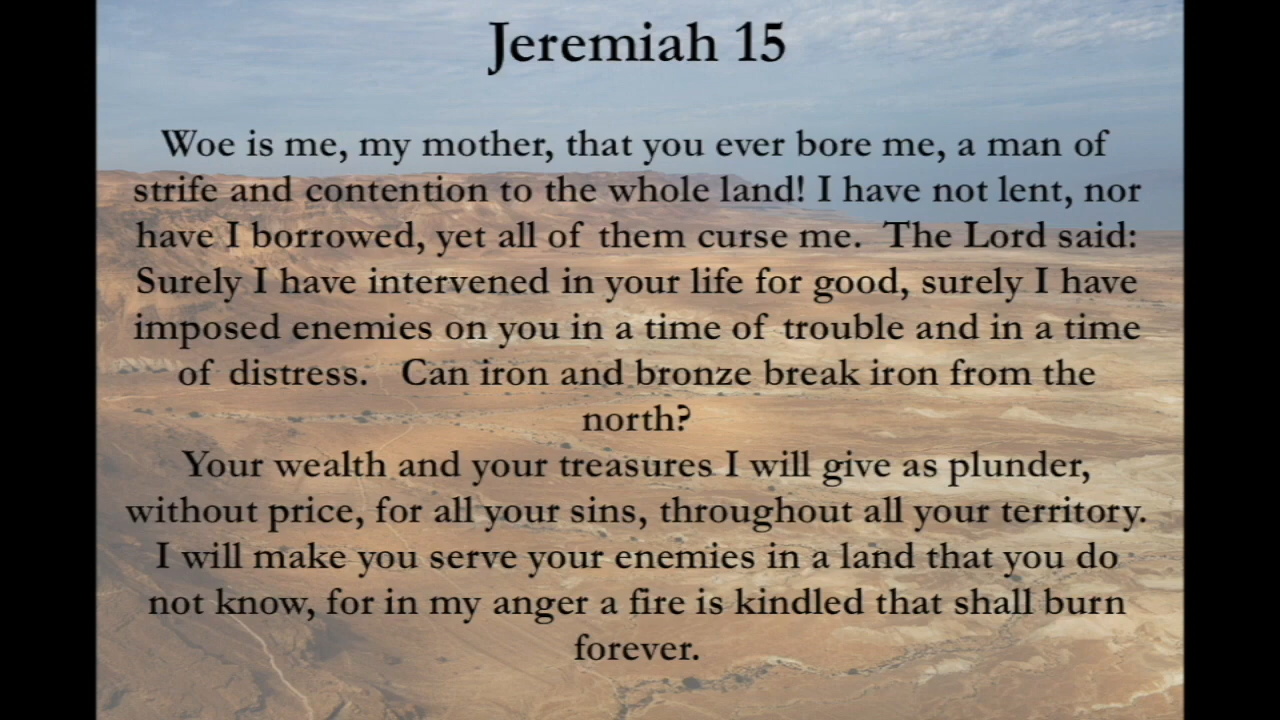 Jeremiah 15
Woe is me, my mother, that you ever bore me, a man of
strife and contention to the whole land! I have not lent, nor
have I borrowed, yet all of them curse me. The Lord said:
Surely I have intervened in your life for good, surely I have
imposed enemies on you in a time of trouble and in a time
of distress. Can iron and bronze break iron from the
north?
Your wealth and your treasures I will give as plunder,
without price, for all your sins, throughout all your territory.
I will make you serve your enemies in a land that you do
not know, for in my anger a fire is kindled that shall burn
forever.